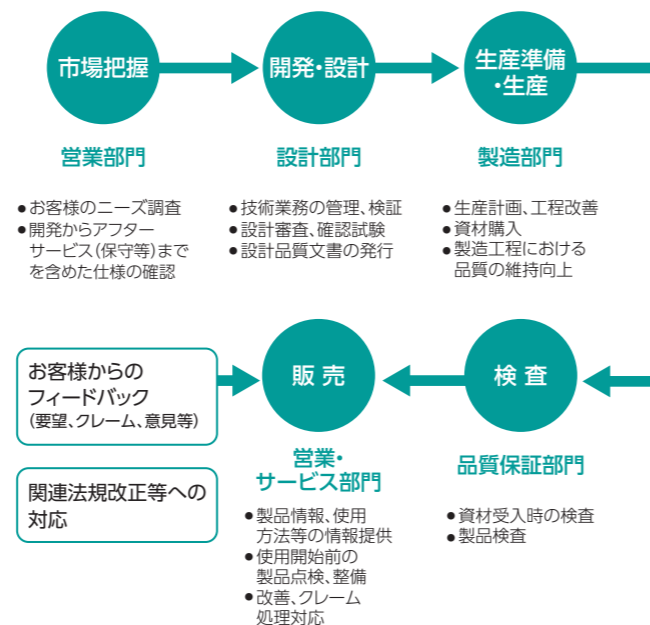 市場把握
営業部門
●お客様のニーズ調査
●開発からアフター
サービス(保守等)まで
を含めた仕様の確認
開発・設計
設計部門
●技術業務の管理、検証
●設計審査、確認試験
●設計品質文書の発行
生産準備
・生産
製造部門
●生産計画、工程改善
●資材購入
●製造工程における
品質の維持向上
検 査
品質保証部門
●資材受入時の検査
●製品検査
販 売
営業・
サービス部門
●製品情報、使用
方法等の情報提供
●使用開始前の
製品点検、整備
●改善、クレーム
処理対応
お客様からの
フィードバック
(要望、クレーム、意見等)
関連法規改正等への
対応